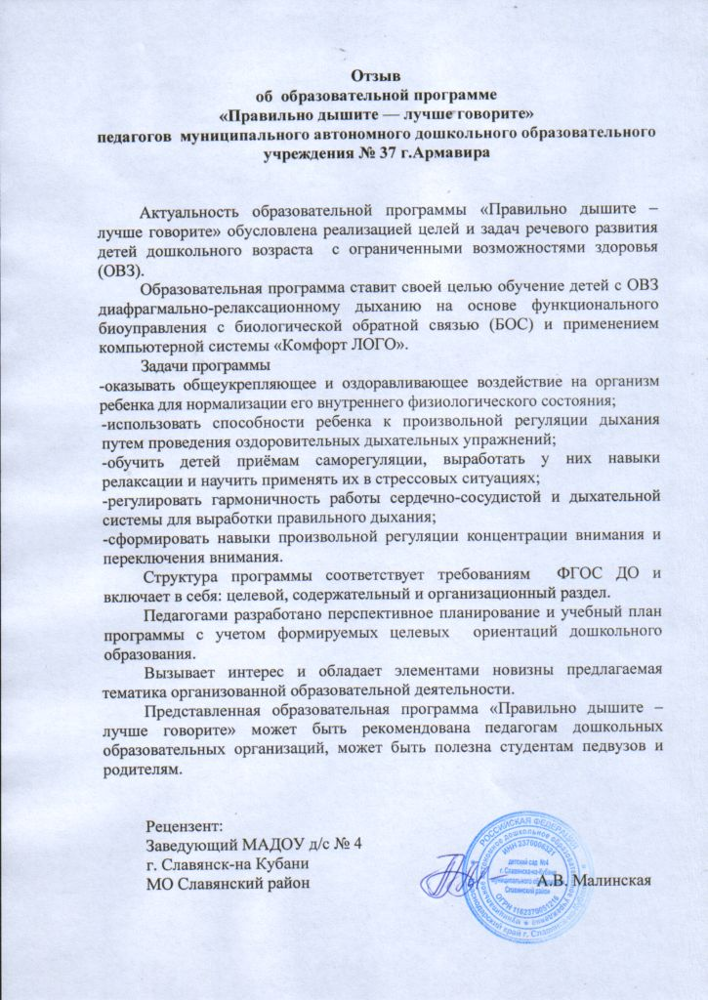 Отзыв
об образовательной программе
«Правильно дышите — лучше говорите»
педагогов муниципального автономного дошкольного образовательного
учреждения № 37 г.Армавира
Актуальность образовательной программы «Правильно дышите –
лучше говорите» обусловлена реализацией целей и задач речевого развития
детей дошкольного возраста с ограниченными возможностями здоровья
(ОВЗ).
Образовательная программа ставит своей целью обучение детей с ОВЗ
диафрагмально-релаксационному дыханию на основе функционального
биоуправления с биологической обратной связью (БОС) и применением
компьютерной системы «Комфорт ЛОГО».
Задачи программы
-оказывать общеукрепляющее и оздоравливающее воздействие на организм
ребенка для нормализации его внутреннего физиологического состояния;
-использовать способности ребенка к произвольной регуляции дыхания
путем проведения оздоровительных дыхательных упражнений;
-обучить детей приёмам саморегуляции, выработать у них навыки
релаксации и научить применять их в стрессовых ситуациях;
-регулировать гармоничность работы сердечно-сосудистой и дыхательной
системы для выработки правильного дыхания;
-сформировать навыки произвольной регуляции концентрации внимания и
переключения внимания.
Структура программы соответствует требованиям ФГОС ДО и
включает в себя: целевой, содержательный и организационный раздел.
Педагогами разработано перспективное планирование и учебный план
программы с учетом формируемых целевых ориентаций дошкольного
образования.
Вызывает интерес и обладает элементами новизны предлагаемая
тематика организованной образовательной деятельности.
Представленная образовательная программа «Правильно дышите –
лучше говорите» может быть рекомендована педагогам дошкольных
образовательных организаций, может быть полезна студентам педвузов и
родителям.
Рецензент:
Заведующий МАДОУ д/с № 4
г. Славянск-на Кубани
МО Славянский район
А.В. Малинская
РОССИЙСКАЯ ФЕДЕРАЦИЯ
детский сад №4
г. Славянска-на-Кубани
Славянский район